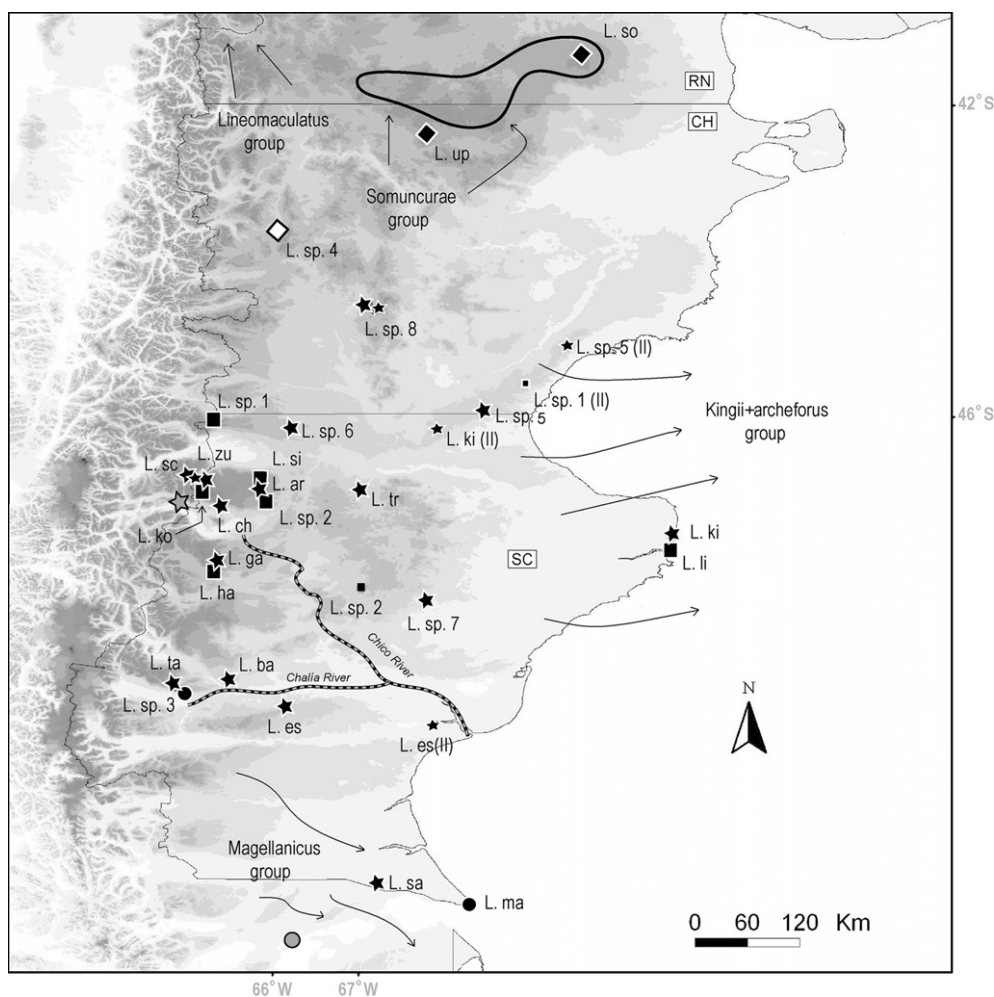 L. so
RN
42°S
CH
Lineomaculatus
group
L. up
Somuncurae
group
L. sp. 4
L. sp. 8
L. sp. 5 (II)
L. sp. 1 (II)
L. sp. 1
L. sp. 5
46°S
Kingii+archeforus
group
L. sp. 6
L. ki (II)
L. zu
L. sc
L. si
L. ar
L. tr
L. sp. 2
L. ch
L. ko
L. ki
L. li
SC
L. ga
L. ha
L. sp. 2
L. sp. 7
Chico River
L. ta
L. ba
Chalía River
L. sp. 3
L. es
L. es(II)
N
Magellanicus
group
L. sa
L. ma
0 60 120 Km
66°W 67°W